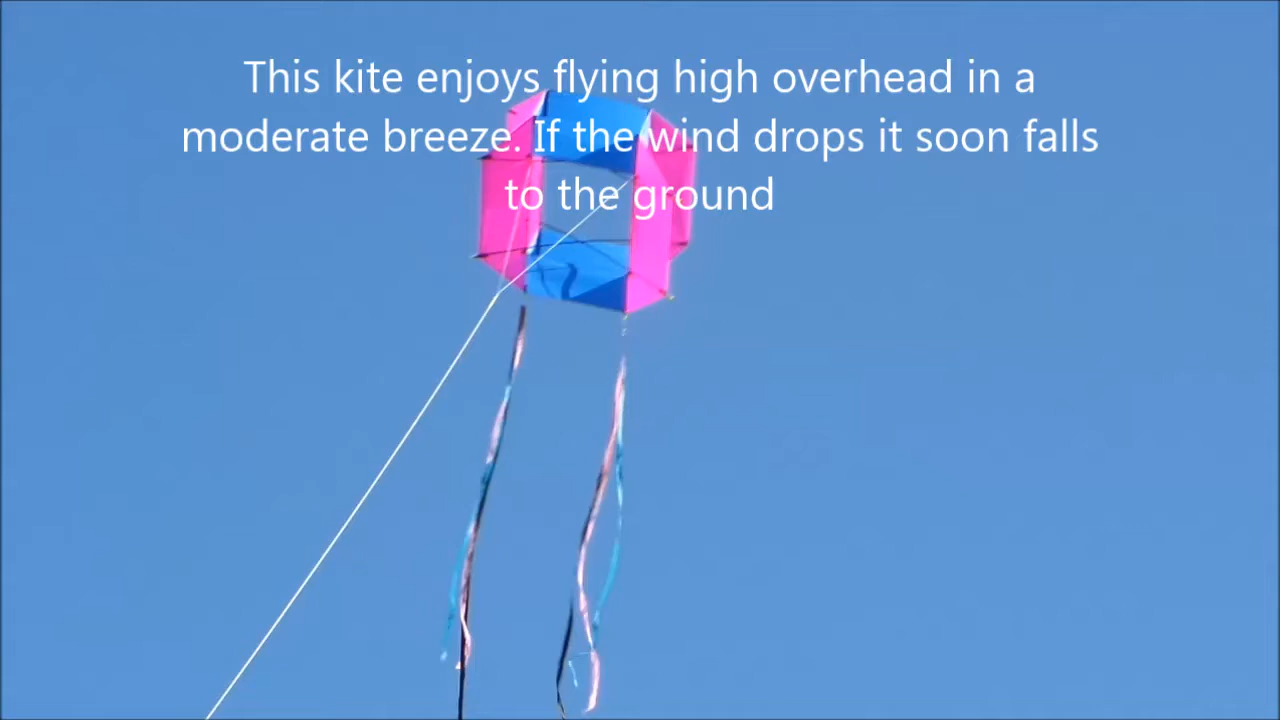 This kite enjoys flying high overhead in a
moderate breeze. If the wind drops it soon falls
to the ground